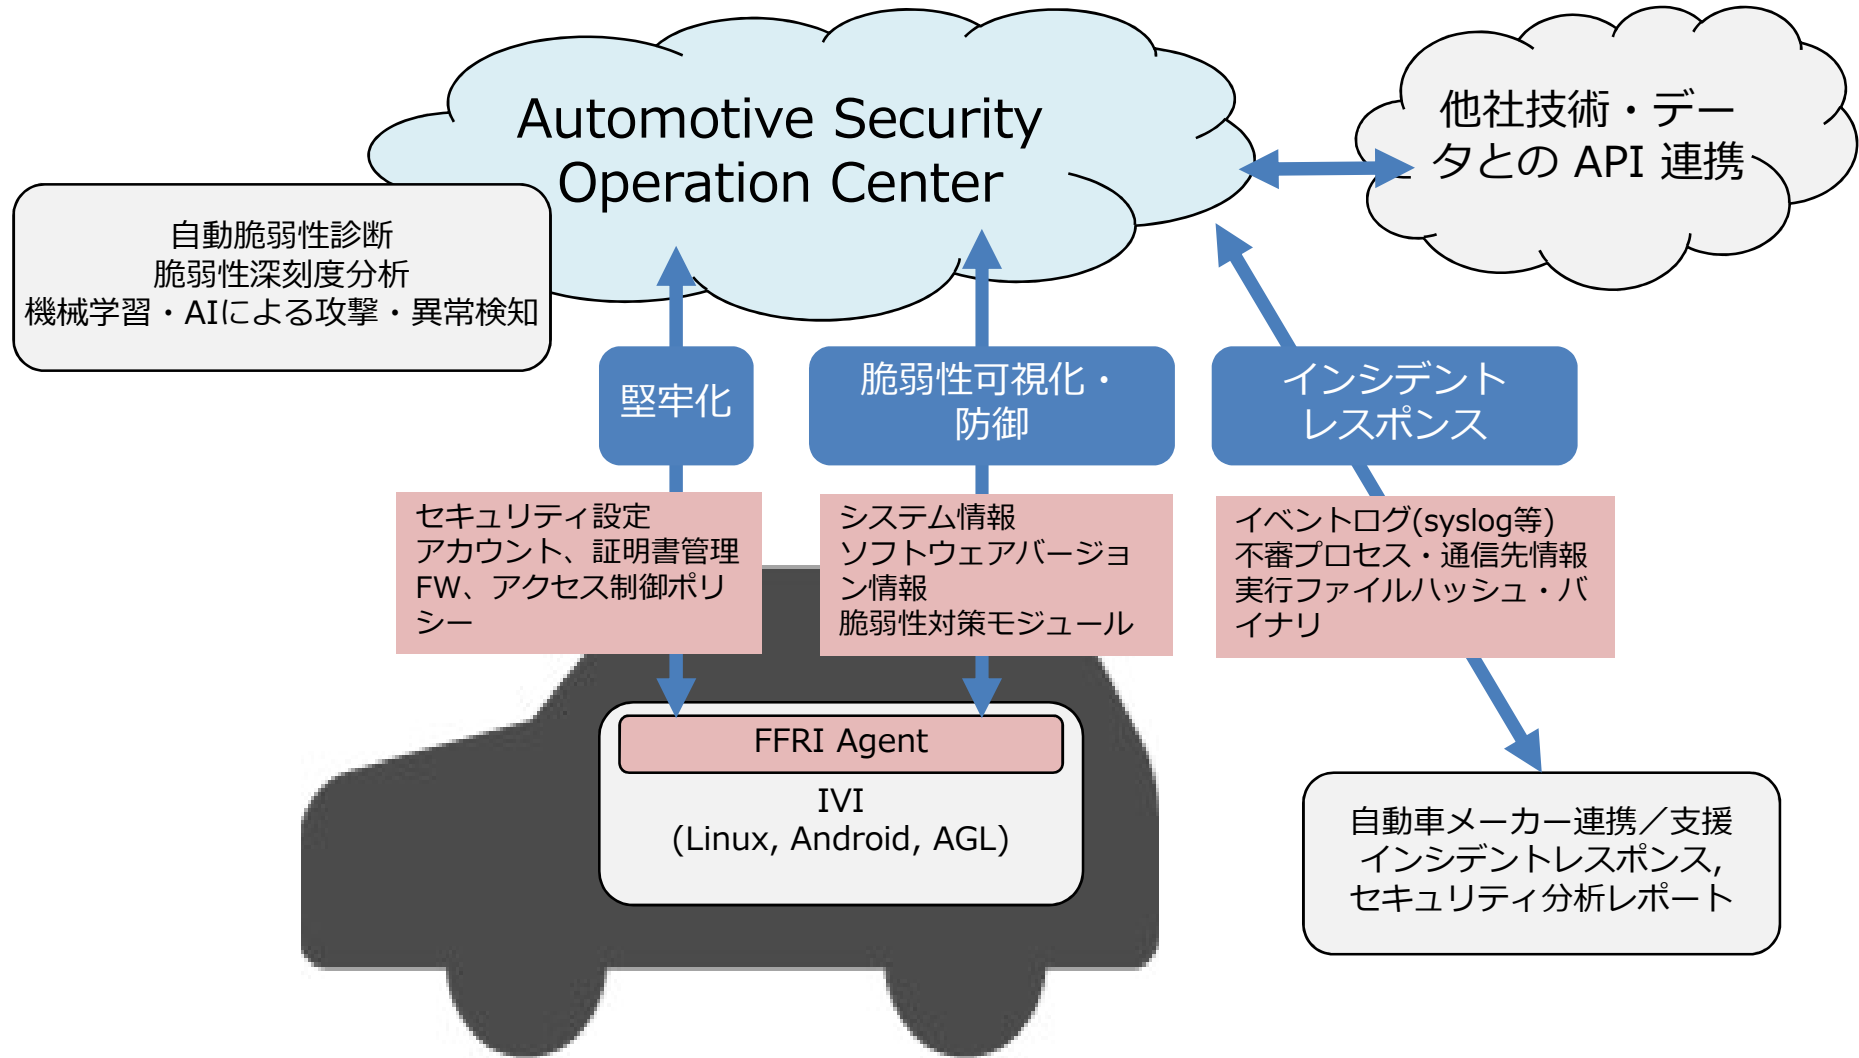 Automotive Security
Operation Center
他社技術・デー
タとの API 連携
自動脆弱性診断
脆弱性深刻度分析
機械学習・AIによる攻撃・異常検知
堅牢化
脆弱性可視化・
防御
インシデント
レスポンス
セキュリティ設定
アカウント、証明書管理
FW、アクセス制御ポリ
シー
システム情報
ソフトウェアバージョ
ン情報
脆弱性対策モジュール
イベントログ(syslog等)
不審プロセス・通信先情報
実行ファイルハッシュ・バ
イナリ
FFRI Agent
IVI
(Linux, Android, AGL)
自動車メーカー連携／支援
インシデントレスポンス,
セキュリティ分析レポート